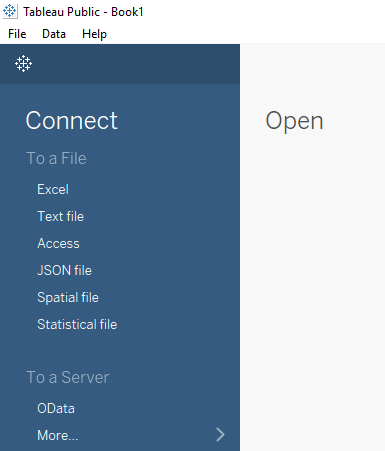 Tableau Public - Book1
File Data Help
Connect
Open
To a File
Excel
Text file
Access
JSON file
Spatial file
Statistical file
To a Server
OData
More...